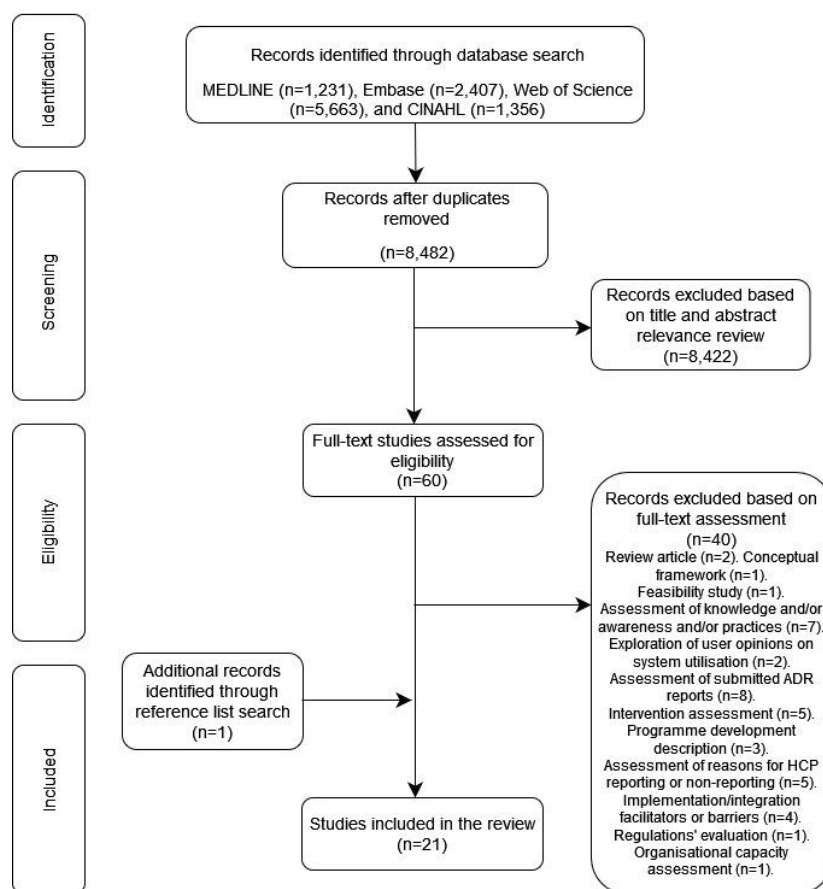 Identification
Records identified through database search
MEDLINE (n=1,231), Embase (n=2,407), Web of Science
(n=5,663), and CINAHL (n=1,356)
Screening
Records after duplicates
removed
(n=8,482)
Records excluded based
on title and abstract
relevance review
(n=8,422)
Eligibility
Full-text studies assessed for
eligibility
(n=60)
Records excluded based on
full-text assessment
(n=40)
Review article (n=2). Conceptual
framework (n=1).
Feasibility study (n=1).
Assessment of knowledge and/or
awareness and/or practices (n=7).
Exploration of user opinions on
system utilisation (n=2).
Assessment of submitted ADR
reports (n=8).
Intervention assessment (n=5).
Programme development
description (n=3).
Assessment of reasons for HCP
reporting or non-reporting (n=5).
Implementation/integration
facilitators or barriers (n=4).
Regulations' evaluation (n=1).
Organisational capacity
assessment (n=1).
Included
Additional records
identified through
reference list search
(n=1)
Studies included in the review
(n=21)